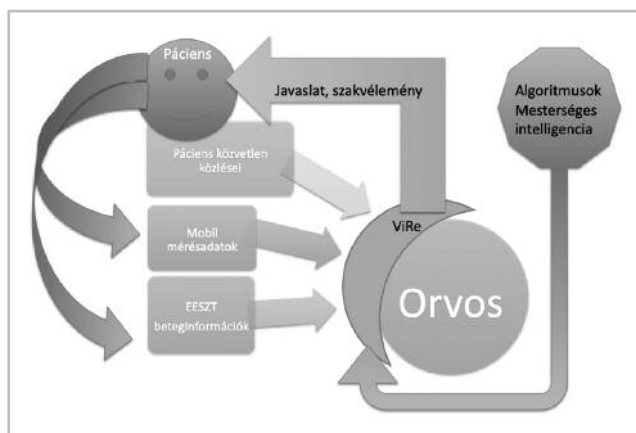 Páciens
Javaslat, szakvélemény
Algoritmusok
Mesterséges
intelligencia
Páciens közvetlen
közlései
Mobil
mérésadatok
EESZT
beteginformációk
ViRe
Orvos